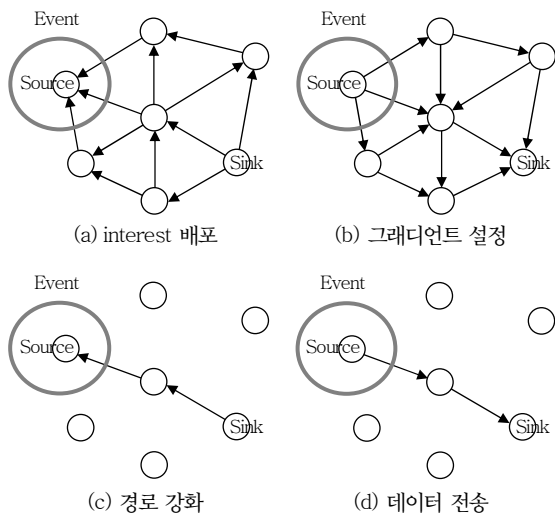 Event
Source
Sink
(a) interest 배포
Event
Source
Sink
(b) 그래디언트 설정
Event
Source
Sink
(c) 경로 강화
Event
Source
Sink
(d) 데이터 전송